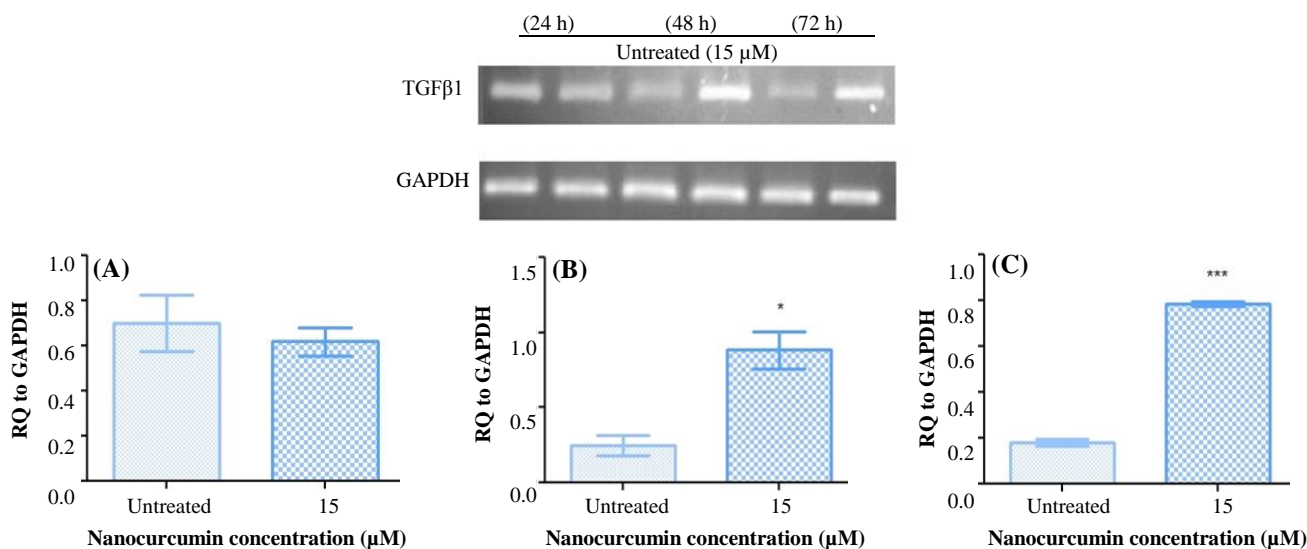 (24 h) (48 h) (72 h)
Untreated (15 µM)
TGFβ1
GAPDH
(A)
1.0
0.8
0.6
0.4
0.2
0.0
RQ to GAPDH
Untreated 15
Nanocurcumin concentration (µM)
(B)
1.5
1.0
0.5
0.0
RQ to GAPDH
*
Untreated 15
Nanocurcumin concentration (µM)
(C)
1.0
0.8
0.6
0.4
0.2
0.0
RQ to GAPDH
***
Untreated 15
Nanocurcumin concentration (µM)